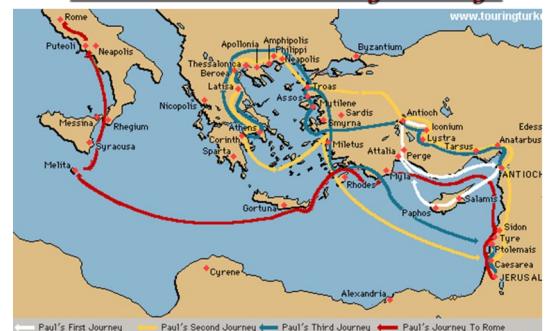 www.touringturke
Rome
Puteoli
Neapolis
Messina
Rhegium
Syracusa
Melita
Apollonia
Amphipolis
Philippi
Neapolis
Thessalonica
Beroea
Latisa
Nicopolis
Athens
Corinth
Sparta
Byzantium
Troas
Assos
Mutilene
Sardis
Smyrna
Miletus
Antioch
Iconium
Lystra
Tarsus
Edess
Anatarbus
Attalia
Perge
Myla
ANTIOCH
Rhodes
Gortuna
Salamis
Paphos
Sidon
Tyre
Ptolemais
Caesarea
JERUSAL
Cyrene
Alexandria
Paul's First Journey
Paul's Second Journey
Paul's Third Journey
Paul's Journey To Rome